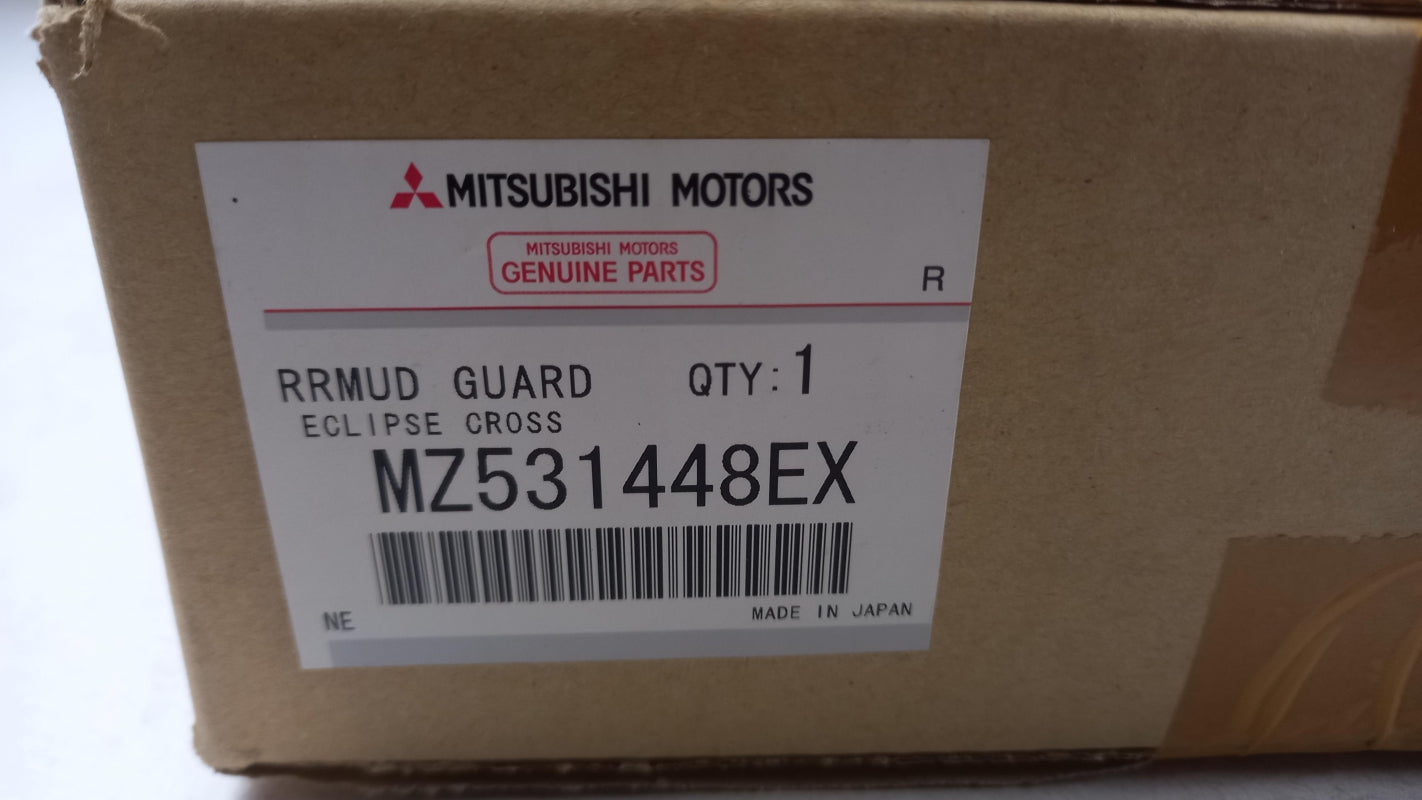 MITSUBISHI MOTORS
MITSUBISHI MOTORS
GENUINE PARTS
R
RRMUD GUARD QTY:1
ECLIPSE CROSS
MZ531448EX
NE
MADE IN JAPAN